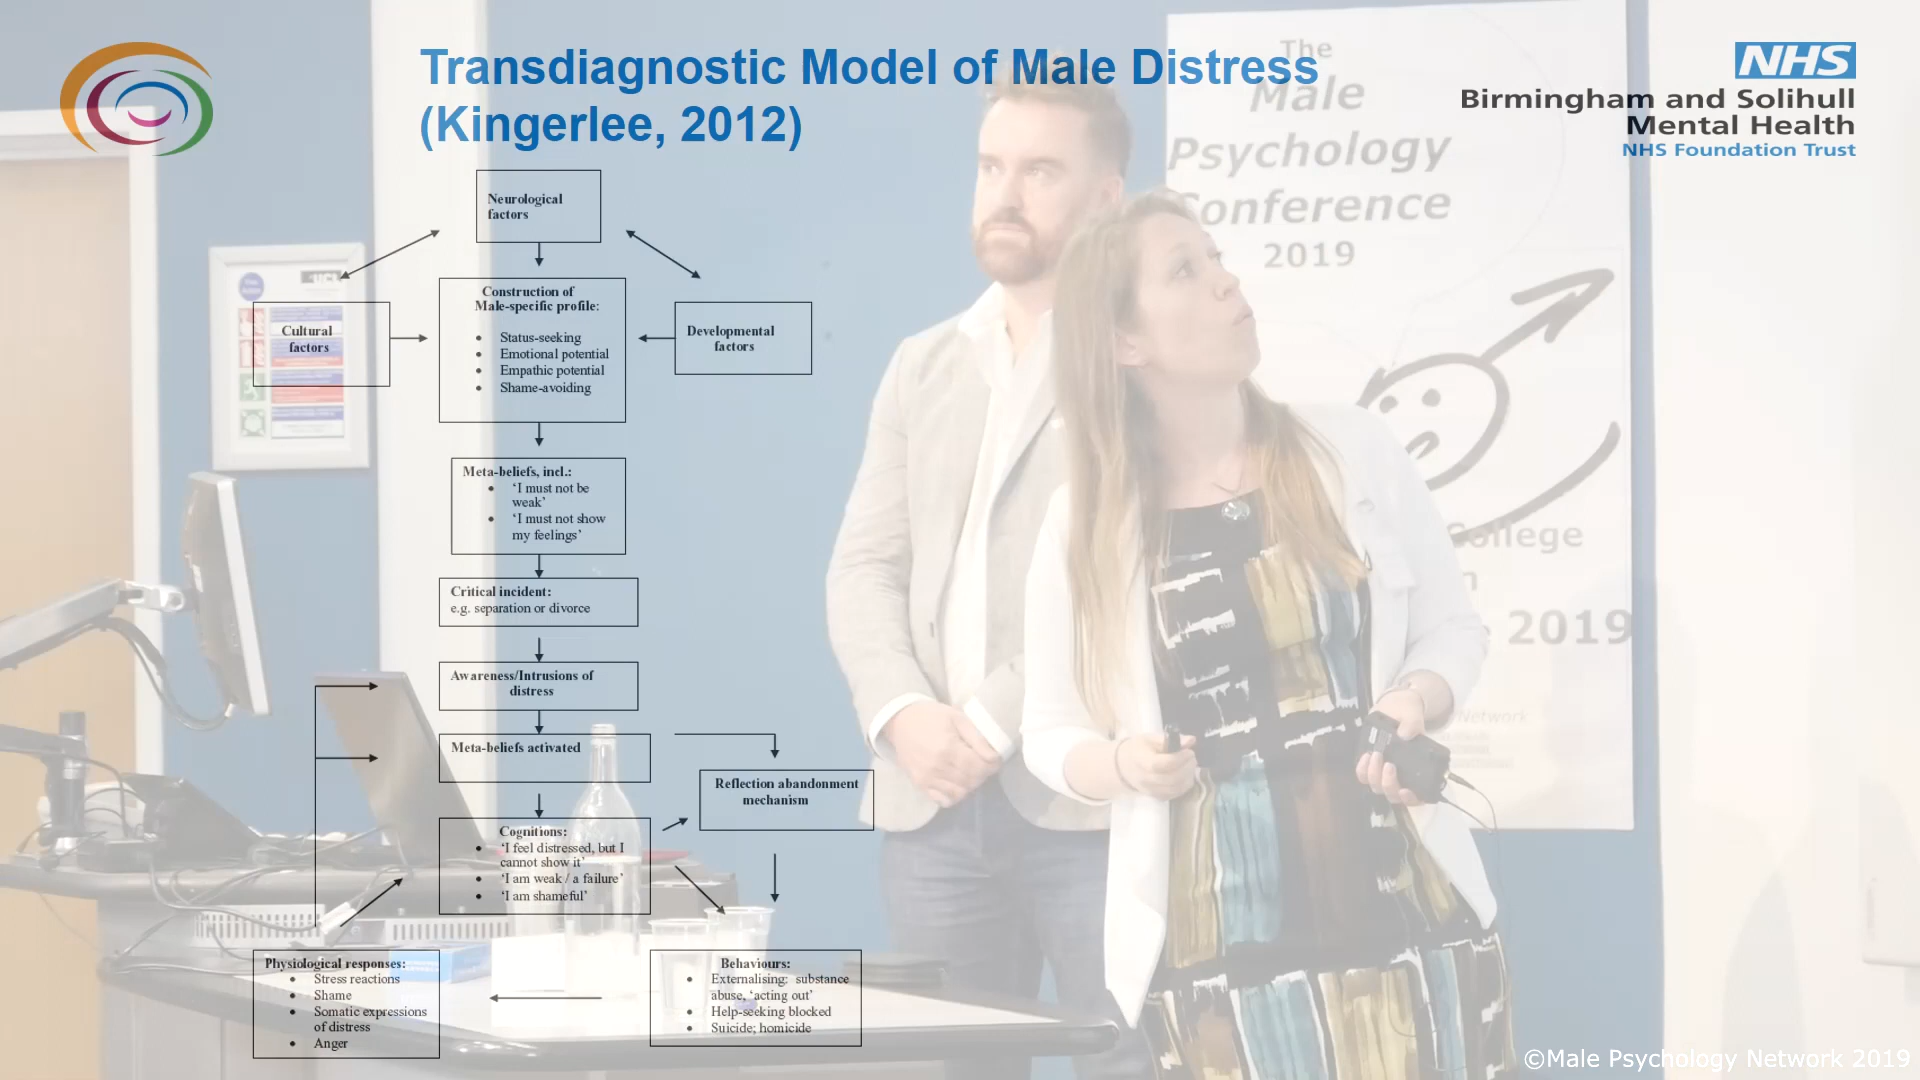 Transdiagnostic Model of Male Distress
(Kingerlee, 2012)
NHS
Birmingham and Solihull
Mental Health
NHS Foundation Trust
The
Male
Psychology
Conference
2019
College
2019
Network
UCL
Neurological
factors
Cultural
factors
Construction of
Male-specific profile:
• Status-seeking
• Emotional potential
• Empathic potential
• Shame-avoiding
Developmental
factors
Meta-beliefs, incl.:
• ‘I must not be
weak’
• ‘I must not show
my feelings’
Critical incident:
e.g. separation or divorce
Awareness/Intrusions of
distress
Meta-beliefs activated
Reflection abandonment
mechanism
Cognitions:
• ‘I feel distressed, but I
cannot show it’
• ‘I am weak / a failure’
• ‘I am shameful’
Physiological responses:
• Stress reactions
• Shame
• Somatic expressions
of distress
• Anger
Behaviours:
• Externalising: substance
abuse, ‘acting out’
• Help-seeking blocked
• Suicide; homicide
©Male Psychology Network 2019